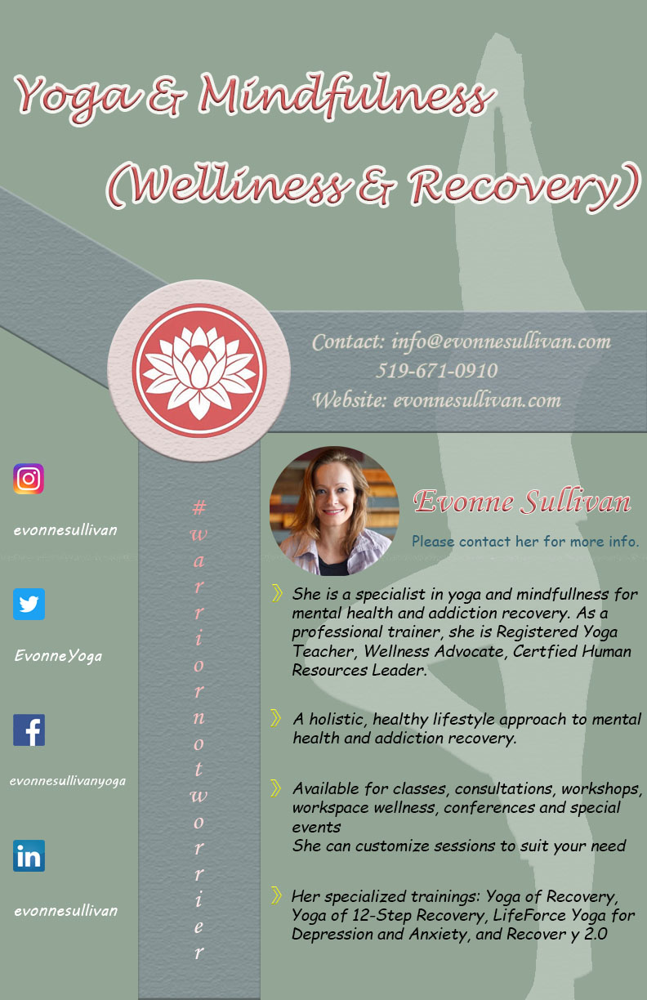 Yoga & Mindfulness
(Welliness & Recovery)
Contact: info@evonnesullivan.com
519-671-0910
Website: evonnesullivan.com
evonnesullivan
EvonneYoga
evonnesullivanyoga
in
evonnesullivan
#warriornotworrier
Evonne Sullivan
Please contact her for more info.
She is a specialist in yoga and mindfullness for
mental health and addiction recovery. As a
professional trainer, she is Registered Yoga
Teacher, Wellness Advocate, Certfied Human
Resources Leader.
A holistic, healthy lifestyle approach to mental
health and addiction recovery.
Available for classes, consultations, workshops,
workspace wellness, conferences and special
events
She can customize sessions to suit your need
Her specialized trainings: Yoga of Recovery,
Yoga of 12-Step Recovery, LifeForce Yoga for
Depression and Anxiety, and Recover y 2.0